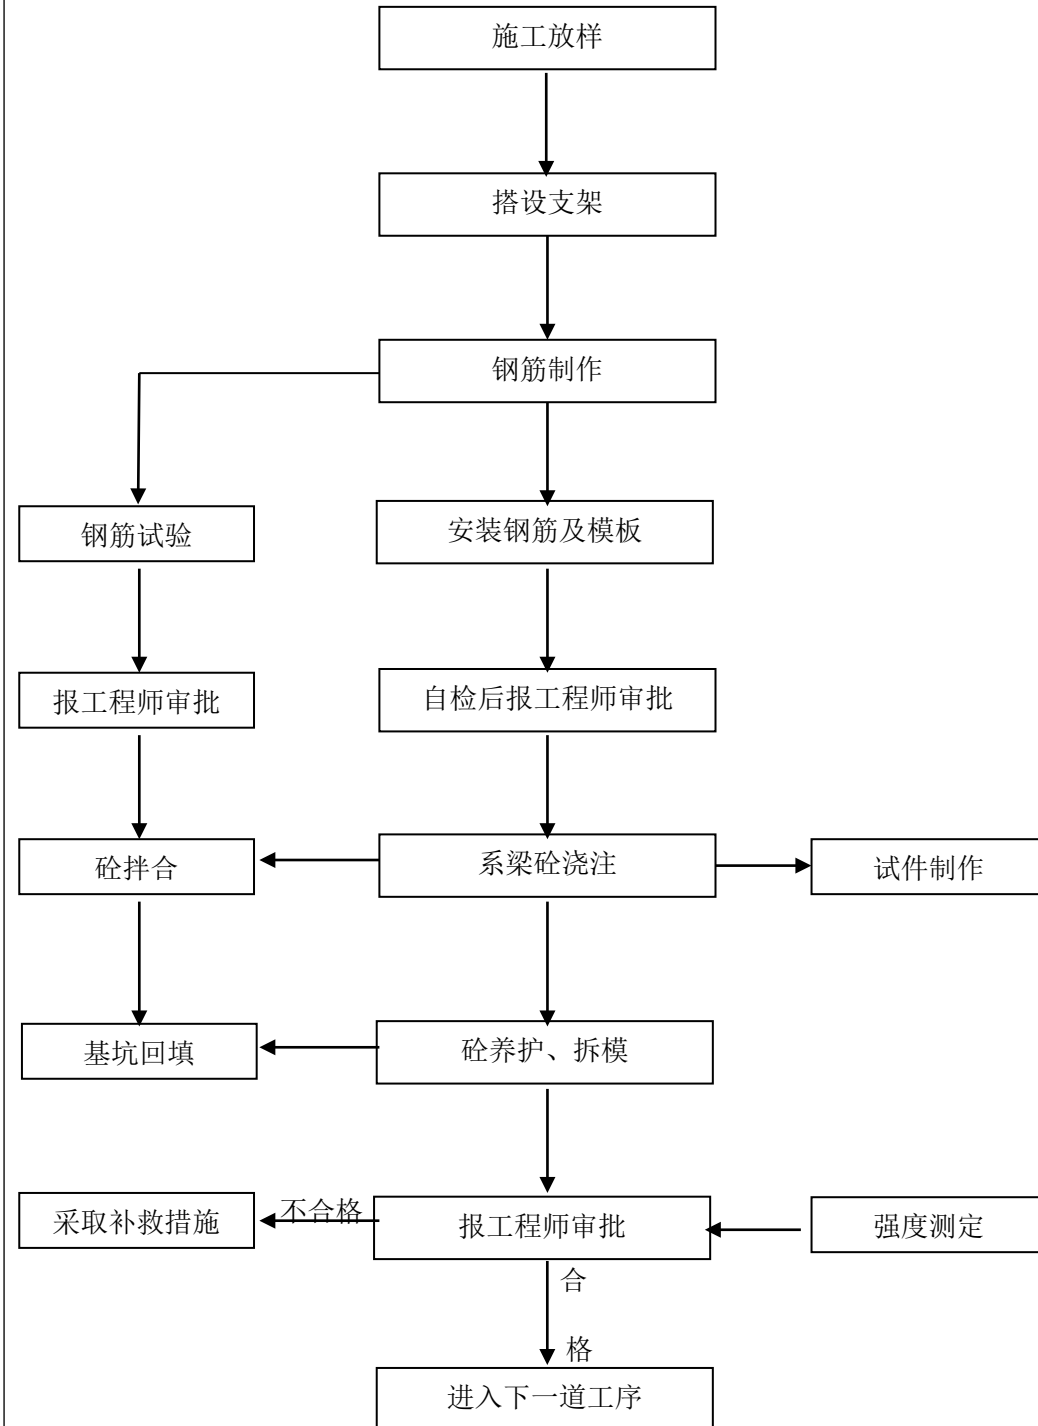 施工放样
搭设支架
钢筋制作
钢筋试验
安装钢筋及模板
报工程师审批
自检后报工程师审批
砼拌合
系梁砼浇注
试件制作
基坑回填
砼养护、拆模
采取补救措施
不合格
报工程师审批
强度测定
合
格
进入下一道工序